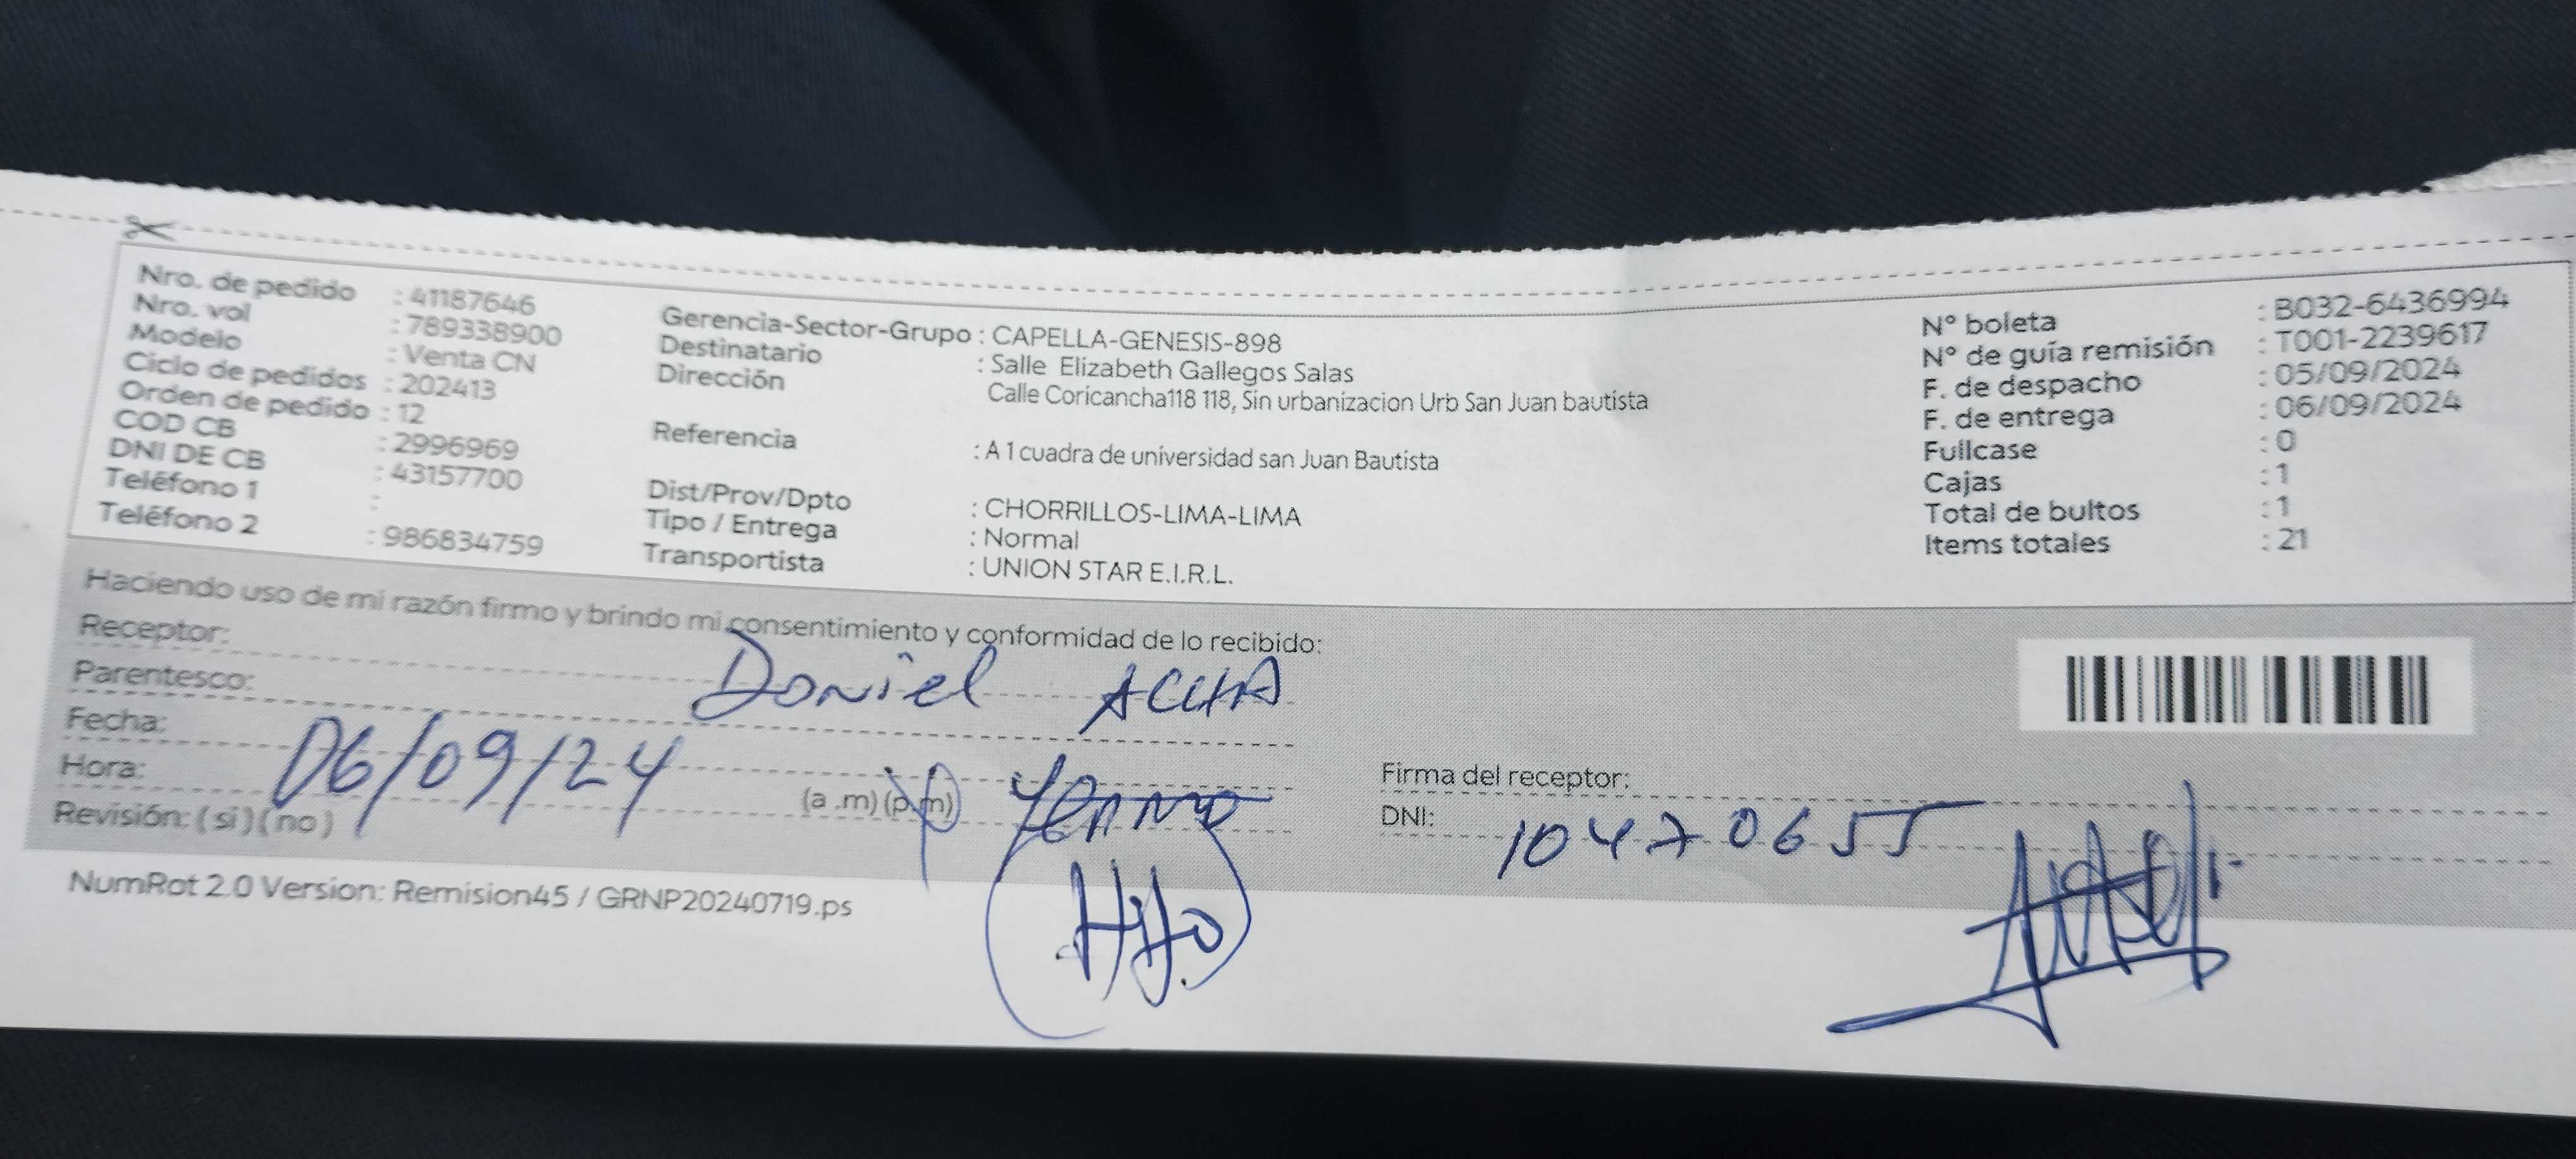 Nro. de pedido : 41187646
Nro. vol : 789338900
Modelo : Venta CN
Ciclo de pedidos : 202413
Orden de pedido : 12
COD CB : 2996969
DNI DE CB : 43157700
Teléfono 1 :
Teléfono 2 : 986834759
Gerencia-Sector-Grupo : CAPELLA-GENESIS-898
Destinatario : Salle Elizabeth Gallegos Salas
Dirección Calle Coricancha118 118, Sin urbanizacion Urb San Juan bautista
Referencia : A 1 cuadra de universidad san Juan Bautista
Dist/Prov/Dpto : CHORRILLOS-LIMA-LIMA
Tipo / Entrega : Normal
Transportista : UNION STAR E.I.R.L.
N° boleta : B032-6436994
N° de guía remisión : T001-2239617
F. de despacho : 05/09/2024
F. de entrega : 06/09/2024
Fullcase : 0
Cajas : 1
Total de bultos : 1
Items totales : 21
Haciendo uso de mi razón firmo y brindo mi consentimiento y conformidad de lo recibido:
Receptor: Daniel ACHA
Parentesco:
Fecha: 06/09/24
Hora: (a .m) (p.m) Yerno
Revisión: ( si ) ( no )
Hijo
Firma del receptor:
DNI: 10470655
NumRot 2.0 Version: Remision45 / GRNP20240719.ps